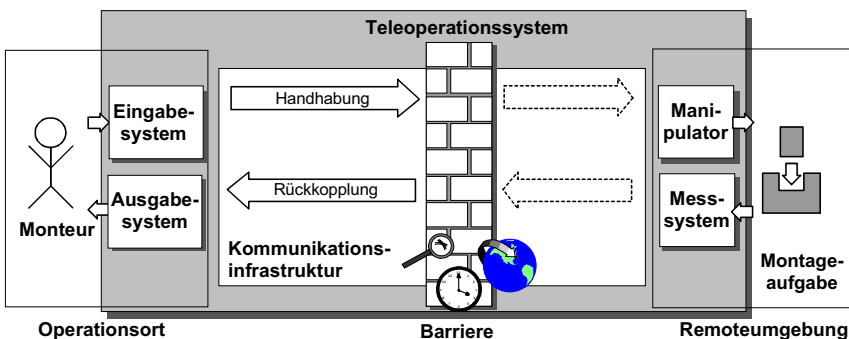 Teleoperationssystem
Eingabe-
system
Handhabung
Mani-
pulator
Monteur
Ausgabe-
system
Rückkopplung
Mess-
system
Kommunikations-
infrastruktur
Montage-
aufgabe
Operationsort
Barriere
Remoteumgebung